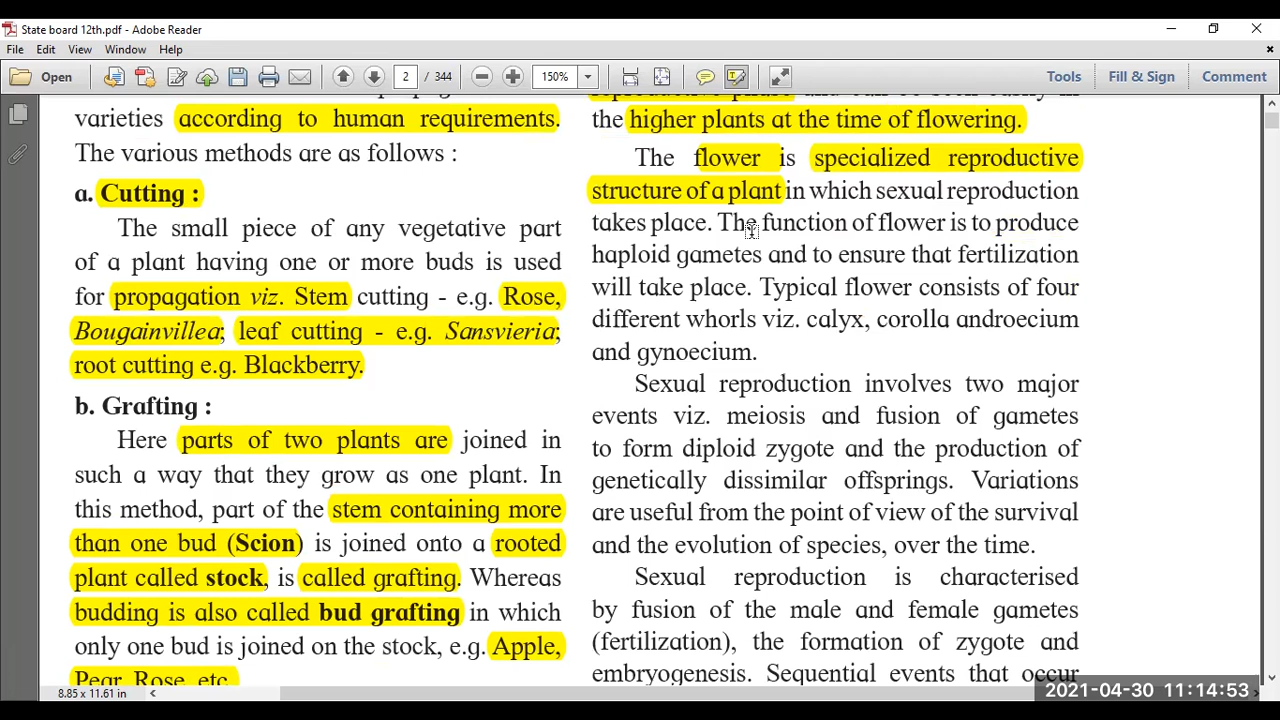 State board 12th.pdf - Adobe Reader
File Edit View Window Help
Open 2 / 344 150% Tools Fill & Sign Comment
varieties according to human requirements.
The various methods are as follows :
a. Cutting :
The small piece of any vegetative part
of a plant having one or more buds is used
for propagation viz. Stem cutting - e.g. Rose,
Bougainvillea; leaf cutting - e.g. Sansvieria;
root cutting e.g. Blackberry.
b. Grafting :
Here parts of two plants are joined in
such a way that they grow as one plant. In
this method, part of the stem containing more
than one bud (Scion) is joined onto a rooted
plant called stock, is called grafting. Whereas
budding is also called bud grafting in which
only one bud is joined on the stock, e.g. Apple,
Pear, Rose, etc.
the higher plants at the time of flowering.
The flower is specialized reproductive
structure of a plant in which sexual reproduction
takes place. The function of flower is to produce
haploid gametes and to ensure that fertilization
will take place. Typical flower consists of four
different whorls viz. calyx, corolla androecium
and gynoecium.
Sexual reproduction involves two major
events viz. meiosis and fusion of gametes
to form diploid zygote and the production of
genetically dissimilar offsprings. Variations
are useful from the point of view of the survival
and the evolution of species, over the time.
Sexual reproduction is characterised
by fusion of the male and female gametes
(fertilization), the formation of zygote and
embryogenesis. Sequential events that occur
8.85 x 11.61 in
2021-04-30 11:14:53